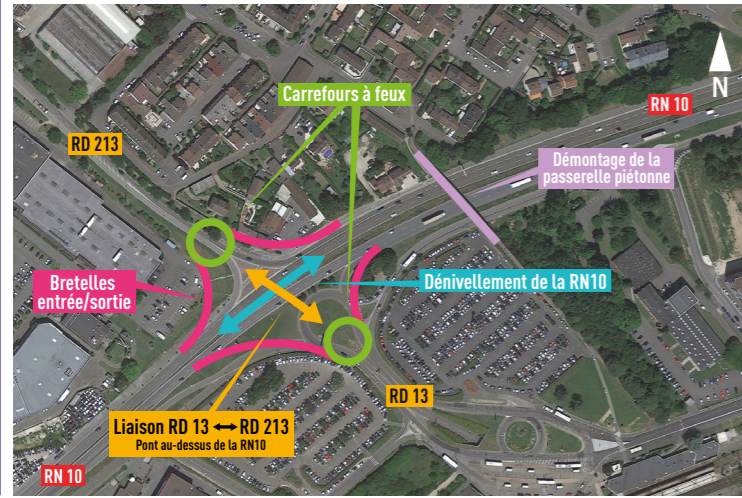 Carrefours à feux
N
RN 10
RD 213
Démontage de la
passerelle piétonne
Bretelles
entrée/sortie
Dénivellement de la RN10
RD 13
Liaison RD 13 ↔ RD 213
Pont au-dessus de la RN10
RN 10